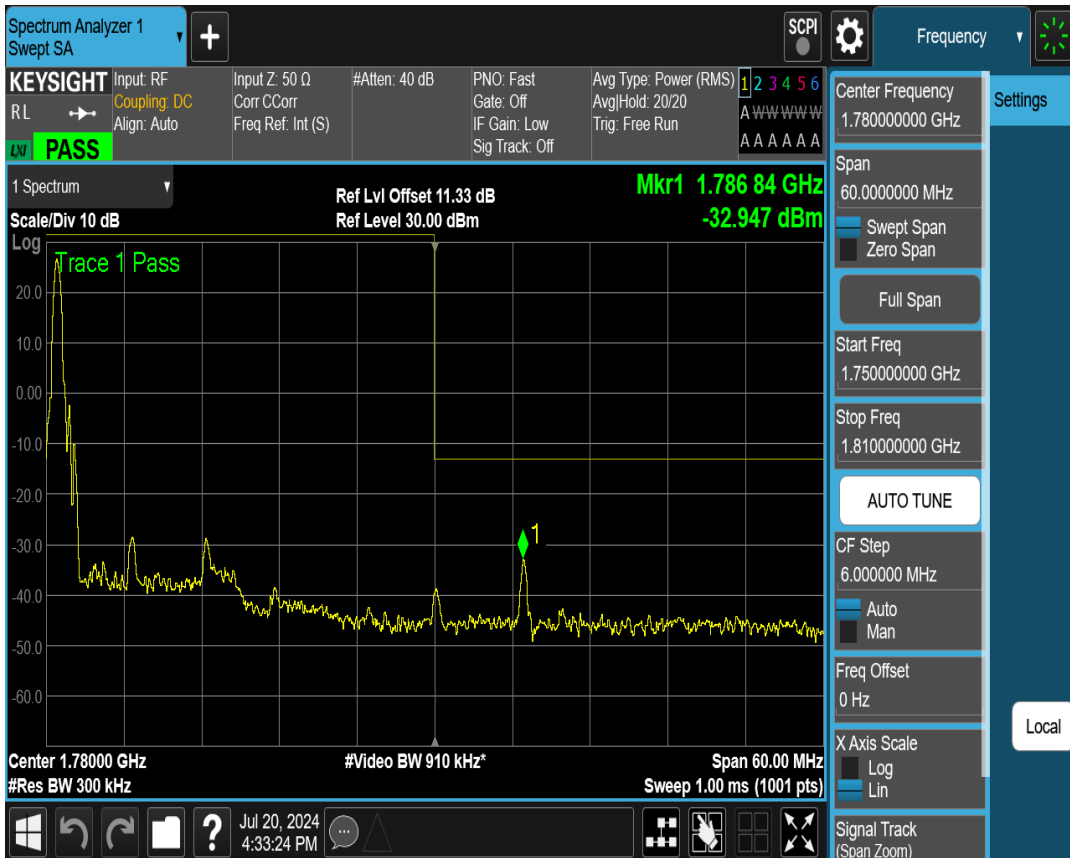 Spectrum Analyzer 1
Swept SA
SCPI
Frequency
KEYSIGHT
R L
LXI
PASS
Input: RF
Coupling: DC
Align: Auto
Input Z: 50 Ω
Corr CCorr
Freq Ref: Int (S)
#Atten: 40 dB
PNO: Fast
Gate: Off
IF Gain: Low
Sig Track: Off
Avg Type: Power (RMS)
Avg|Hold: 20/20
Trig: Free Run
1 2 3 4 5 6
A W W W W W
A A A A A A
Center Frequency
1.780000000 GHz
Settings
Span
60.0000000 MHz
Swept Span
Zero Span
Full Span
Start Freq
1.750000000 GHz
Stop Freq
1.810000000 GHz
AUTO TUNE
CF Step
6.000000 MHz
Auto
Man
Freq Offset
0 Hz
X Axis Scale
Log
Lin
Signal Track
(Span Zoom)
Local
1 Spectrum
Scale/Div 10 dB
Ref Lvl Offset 11.33 dB
Ref Level 30.00 dBm
Mkr1 1.786 84 GHz
-32.947 dBm
Log
Trace 1 Pass
20.0
10.0
0.00
-10.0
-20.0
-30.0
-40.0
-50.0
-60.0
1
Center 1.78000 GHz
#Res BW 300 kHz
#Video BW 910 kHz*
Span 60.00 MHz
Sweep 1.00 ms (1001 pts)
?
Jul 20, 2024
4:33:24 PM